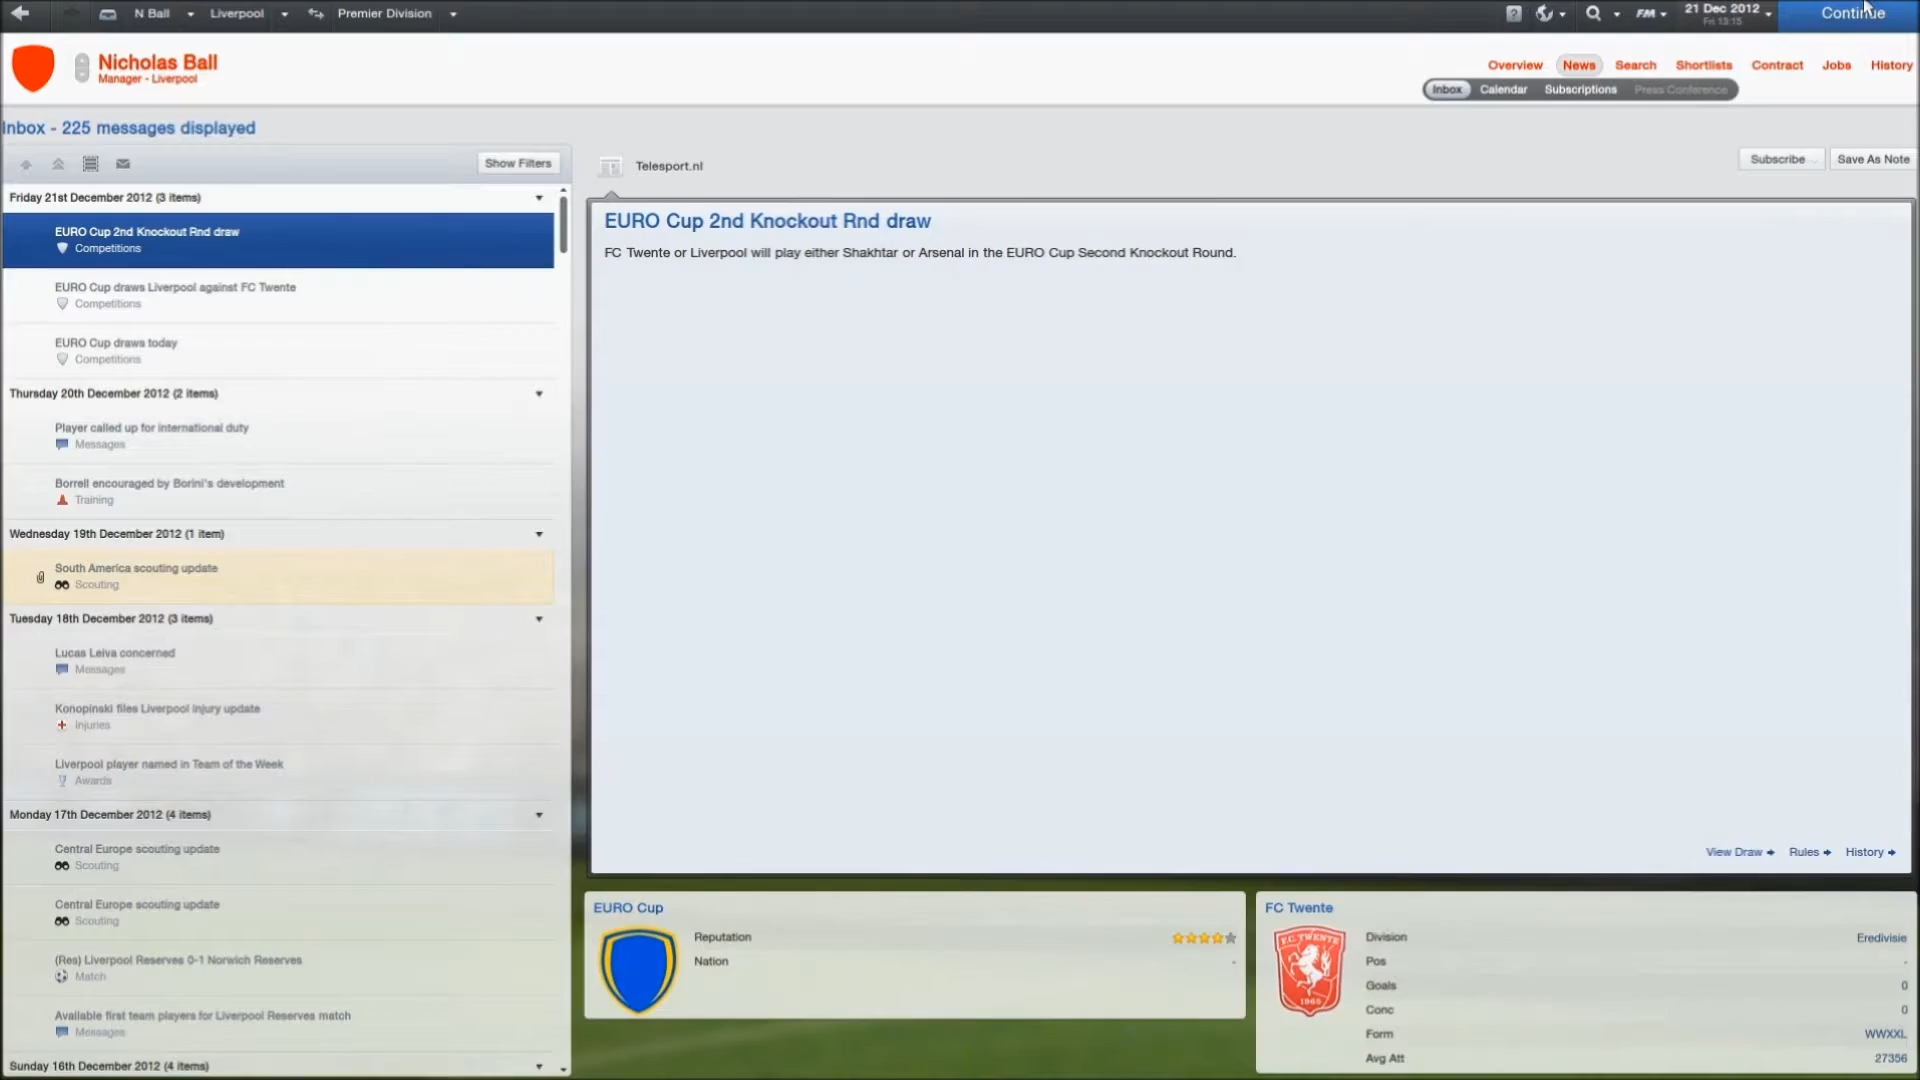 N Ball
Liverpool
Premier Division
?
FM
21 Dec 2012
Fri 13:15
Continue
Nicholas Ball
Manager - Liverpool
Overview News Search Shortlists Contract Jobs History
Inbox Calendar Subscriptions Press Conference
Inbox - 225 messages displayed
Show Filters
Friday 21st December 2012 (3 items)
EURO Cup 2nd Knockout Rnd draw
Competitions
EURO Cup draws Liverpool against FC Twente
Competitions
EURO Cup draws today
Competitions
Thursday 20th December 2012 (2 items)
Player called up for international duty
Messages
Borrell encouraged by Borini's development
Training
Wednesday 19th December 2012 (1 item)
South America scouting update
Scouting
Tuesday 18th December 2012 (3 items)
Lucas Leiva concerned
Messages
Konopinski files Liverpool injury update
Injuries
Liverpool player named in Team of the Week
Awards
Monday 17th December 2012 (4 items)
Central Europe scouting update
Scouting
Central Europe scouting update
Scouting
(Res) Liverpool Reserves 0-1 Norwich Reserves
Match
Available first team players for Liverpool Reserves match
Messages
Sunday 16th December 2012 (4 items)
Telesport.nl
Subscribe
Save As Note
EURO Cup 2nd Knockout Rnd draw
FC Twente or Liverpool will play either Shakhtar or Arsenal in the EURO Cup Second Knockout Round.
View Draw
Rules
History
EURO Cup
Reputation
Nation -
FC Twente
F.C. TWENTE
1965
Division Eredivisie
Pos -
Goals 0
Conc 0
Form WWXXL
Avg Att 27356